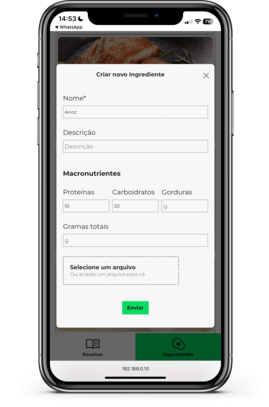 14:53
WhatsApp
Criar novo Ingrediente
Nome*
Arroz
Descrição
Descrição
Macronutrientes
Proteínas Carboidratos Gorduras
10 20 g
Gramas totais
g
Selecione um arquivo
Ou arraste um arquivo para cá
Enviar
Receitas Ingredientes
192.168.0.10